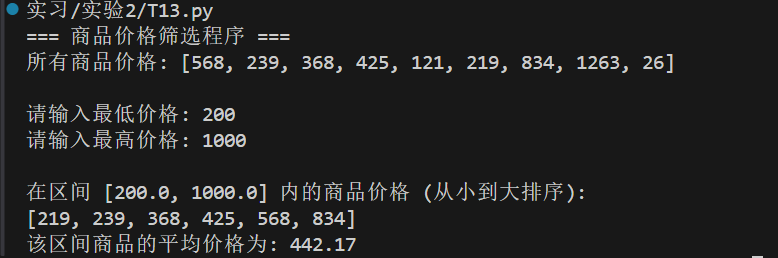 实习/实验2/T13.py
=== 商品价格筛选程序 ===
所有商品价格: [568, 239, 368, 425, 121, 219, 834, 1263, 26]
请输入最低价格: 200
请输入最高价格: 1000
在区间 [200.0, 1000.0] 内的商品价格 (从小到大排序):
[219, 239, 368, 425, 568, 834]
该区间商品的平均价格为: 442.17